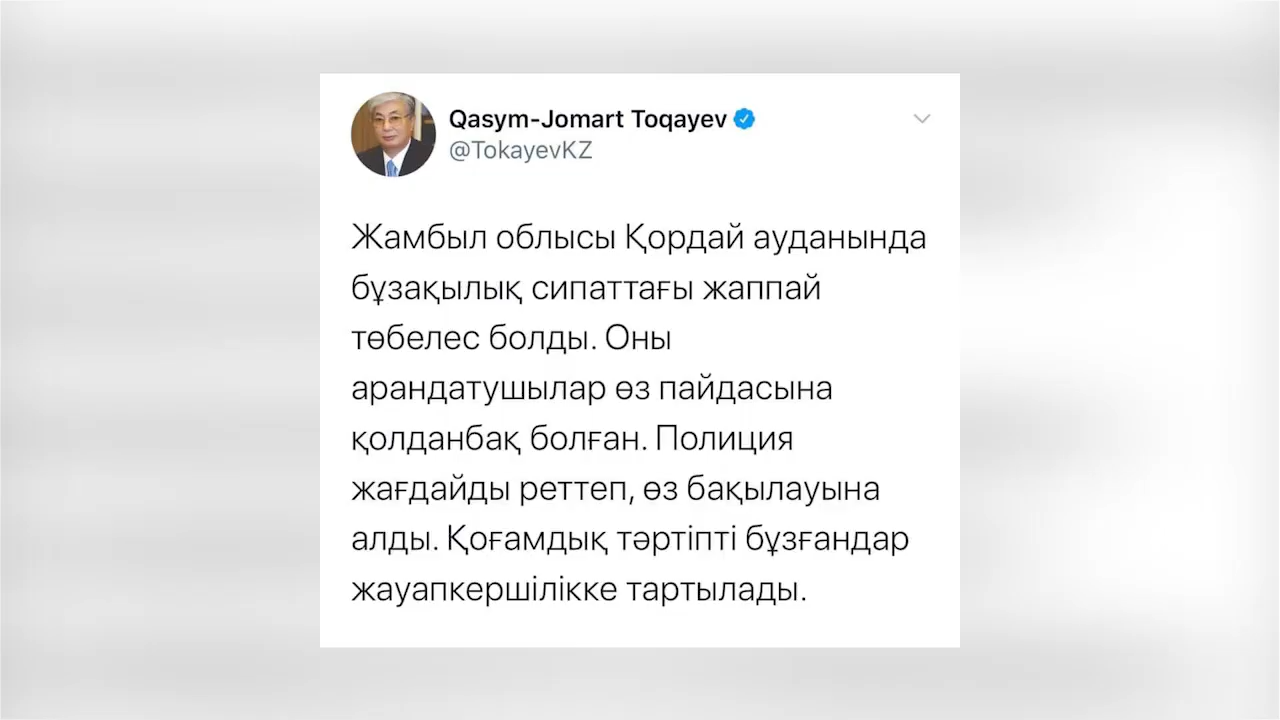 Qasym-Jomart Toqayev
@TokayevKZ
Жамбыл облысы Қордай ауданында
бұзақылық сипаттағы жаппай
төбелес болды. Оны
арандатушылар өз пайдасына
қолданбақ болған. Полиция
жағдайды реттеп, өз бақылауына
алды. Қоғамдық тәртіпті бұзғандар
жауапкершілікке тартылады.